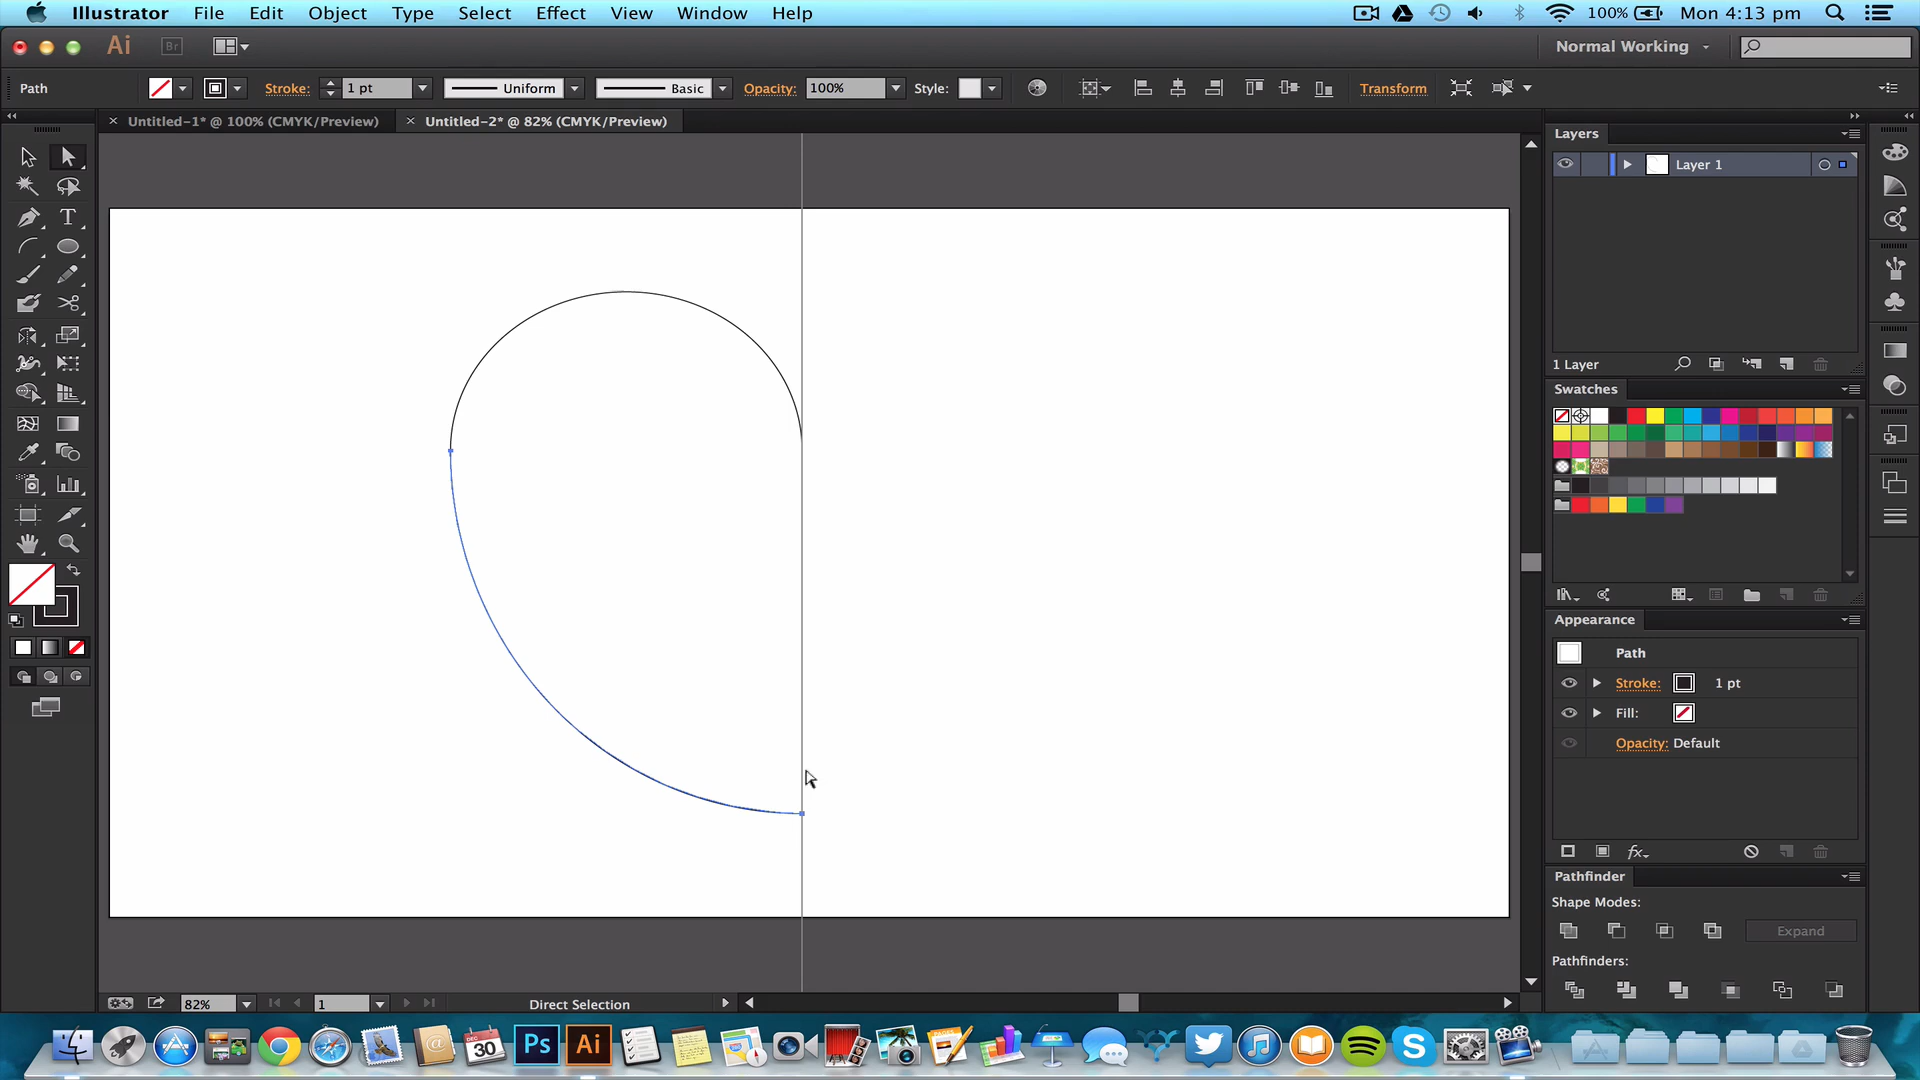 Illustrator File Edit Object Type Select Effect View Window Help 100% Mon 4:13 pm
Ai Br Normal Working
Path Stroke: 1 pt Uniform Basic Opacity: 100% Style: Transform
Untitled-1* @ 100% (CMYK/Preview) Untitled-2* @ 82% (CMYK/Preview)
Layers
Layer 1
1 Layer
Swatches
Appearance
Path
Stroke: 1 pt
Fill:
Opacity: Default
fx
Pathfinder
Shape Modes:
Expand
Pathfinders:
82% 1 Direct Selection
DEC
30
Ps Ai